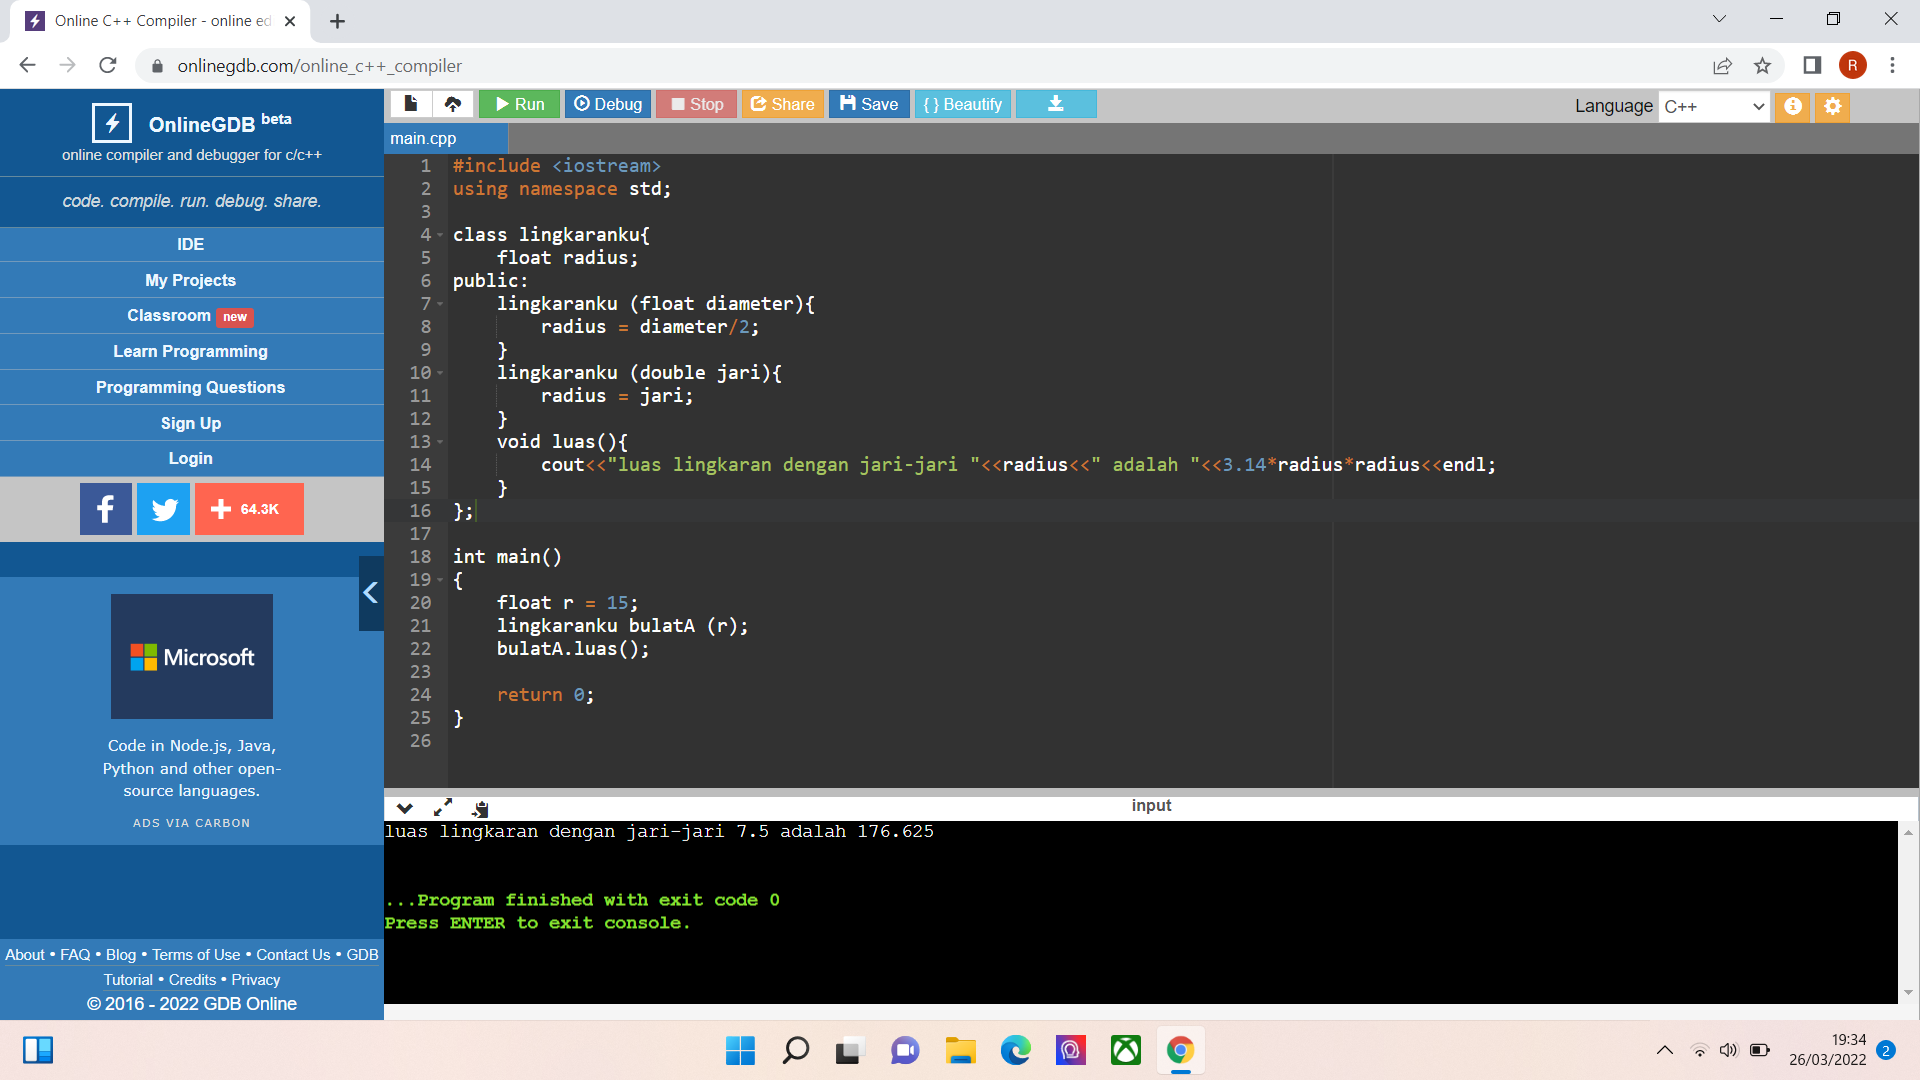 Online C++ Compiler - online ed
onlinegdb.com/online_c++_compiler
R
OnlineGDB beta
online compiler and debugger for c/c++
code. compile. run. debug. share.
IDE
My Projects
Classroom new
Learn Programming
Programming Questions
Sign Up
Login
64.3K
Microsoft
Code in Node.js, Java,
Python and other open-
source languages.
ADS VIA CARBON
About • FAQ • Blog • Terms of Use • Contact Us • GDB
Tutorial • Credits • Privacy
© 2016 - 2022 GDB Online
Run Debug Stop Share Save { } Beautify
Language C++
main.cpp
1 #include <iostream>
2 using namespace std;
3
4 class lingkaranku{
5 float radius;
6 public:
7 lingkaranku (float diameter){
8 radius = diameter/2;
9 }
10 lingkaranku (double jari){
11 radius = jari;
12 }
13 void luas(){
14 cout<<"luas lingkaran dengan jari-jari "<<radius<<" adalah "<<3.14*radius*radius<<endl;
15 }
16 };
17
18 int main()
19 {
20 float r = 15;
21 lingkaranku bulatA (r);
22 bulatA.luas();
23
24 return 0;
25 }
26
input
luas lingkaran dengan jari-jari 7.5 adalah 176.625
...Program finished with exit code 0
Press ENTER to exit console.
19:34
26/03/2022
2